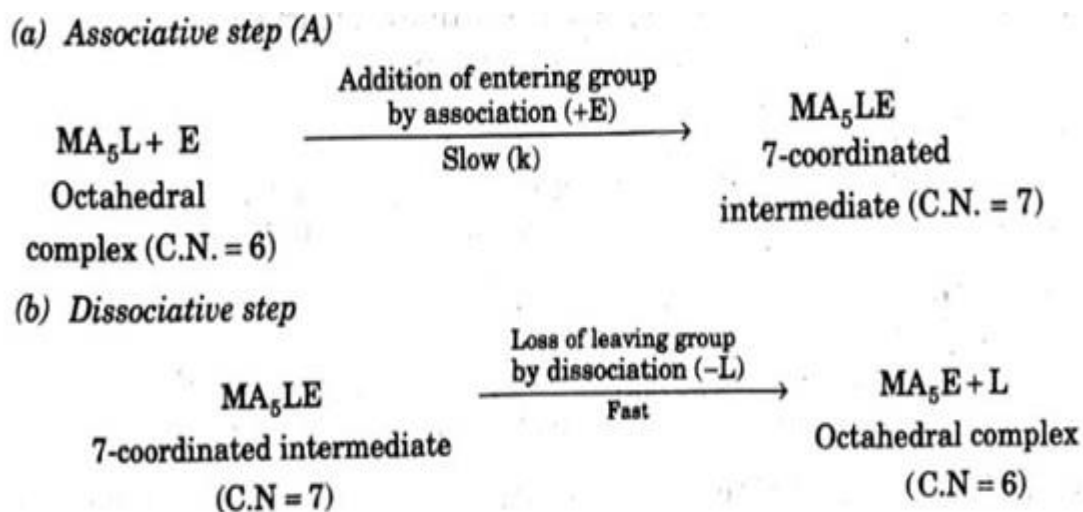 (a) Associative step (A)
Addition of entering group
by association (+E)
MA₅L + E
Slow (k)
MA₅LE
Octahedral
7-coordinated
complex (C.N. = 6)
intermediate (C.N. = 7)
(b) Dissociative step
Loss of leaving group
by dissociation (–L)
MA₅LE
Fast
MA₅E + L
7-coordinated intermediate
Octahedral complex
(C.N = 7)
(C.N = 6)